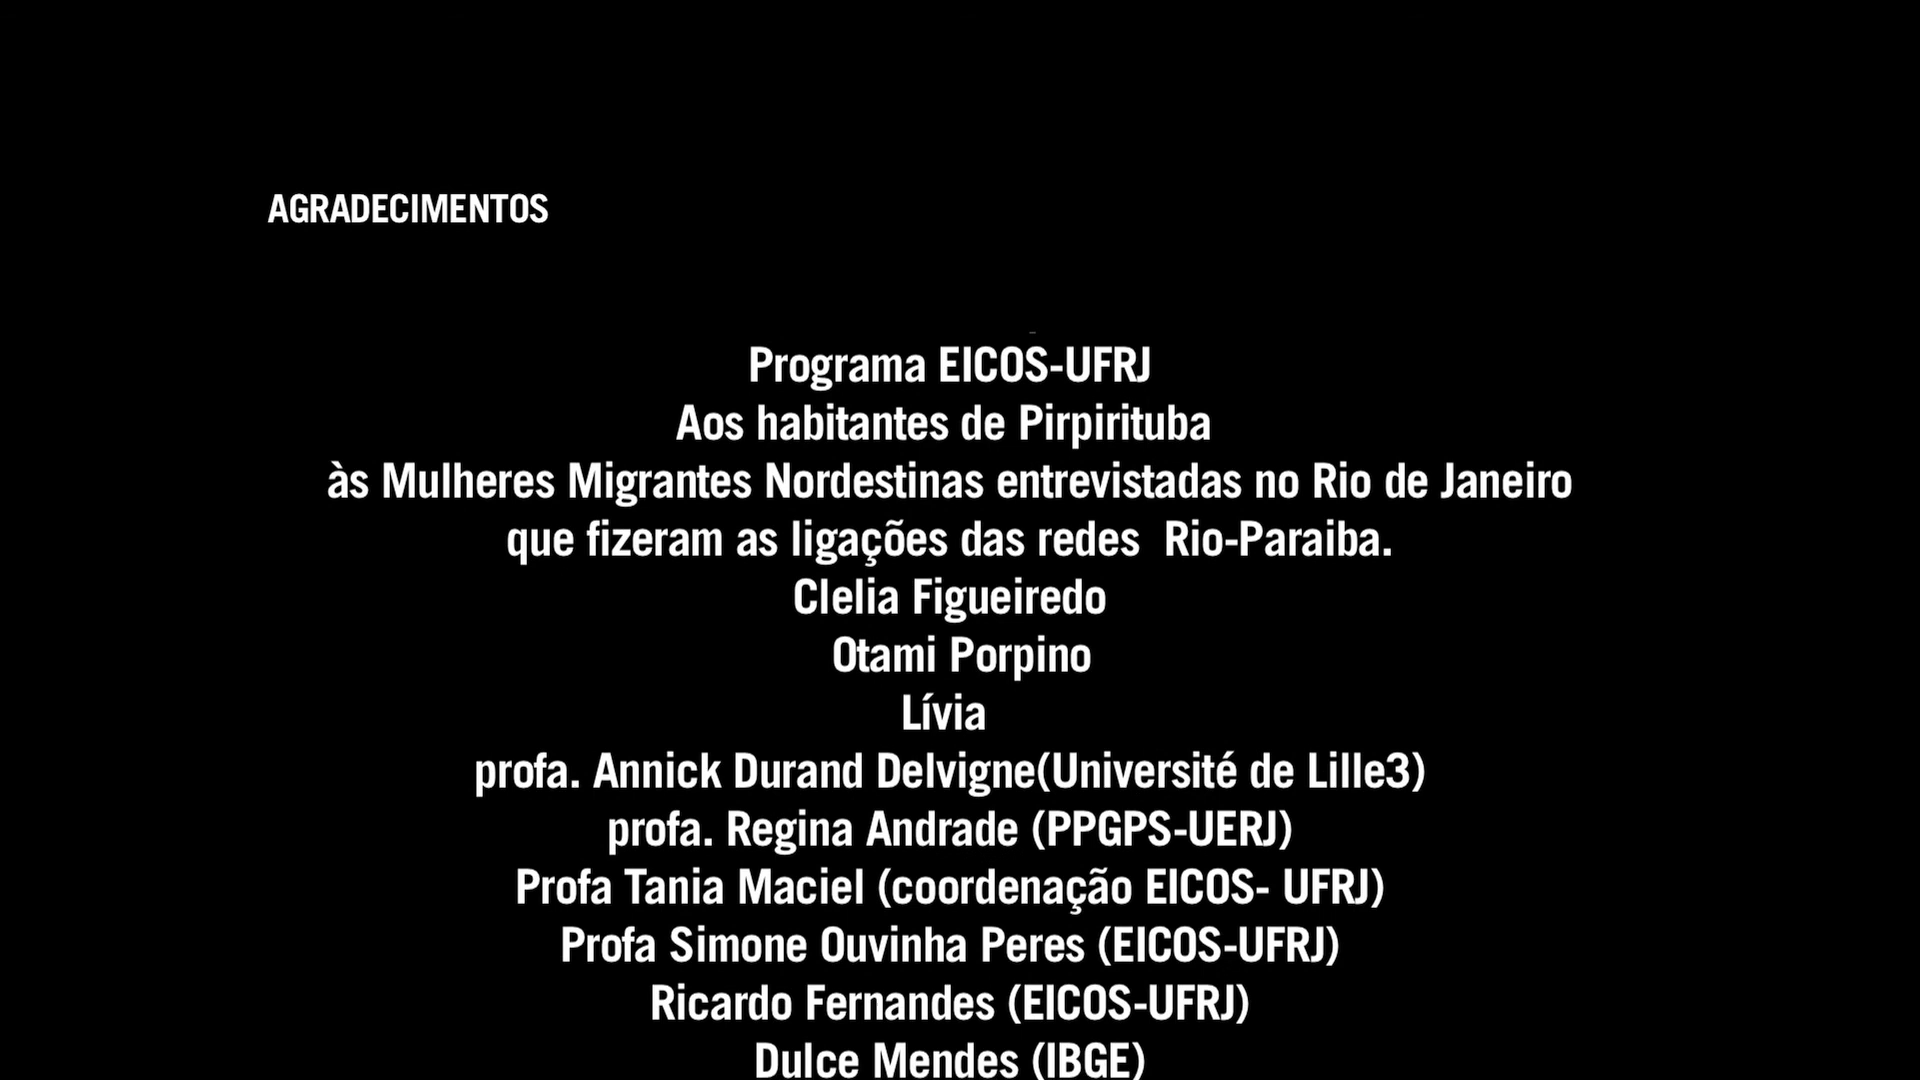 AGRADECIMENTOS
Programa EICOS-UFRJ
Aos habitantes de Pirpirituba
às Mulheres Migrantes Nordestinas entrevistadas no Rio de Janeiro
que fizeram as ligações das redes  Rio-Paraiba.
Clelia Figueiredo
Otami Porpino
Lívia
profa. Annick Durand Delvigne(Université de Lille3)
profa. Regina Andrade (PPGPS-UERJ)
Profa Tania Maciel (coordenação EICOS- UFRJ)
Profa Simone Ouvinha Peres (EICOS-UFRJ)
Ricardo Fernandes (EICOS-UFRJ)
Dulce Mendes (IBGE)